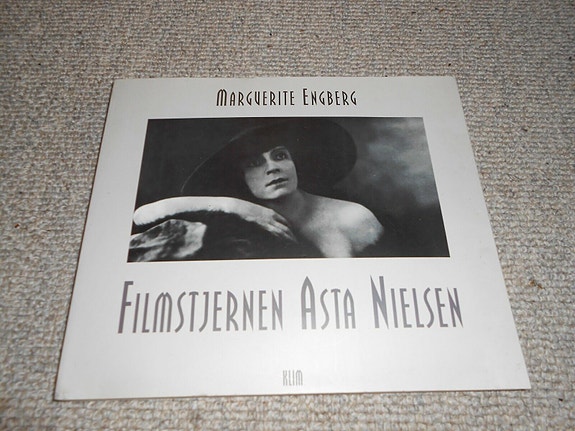 MARGUERITE ENGBERG
FILMSTJERNEN ASTA NIELSEN
KLIM